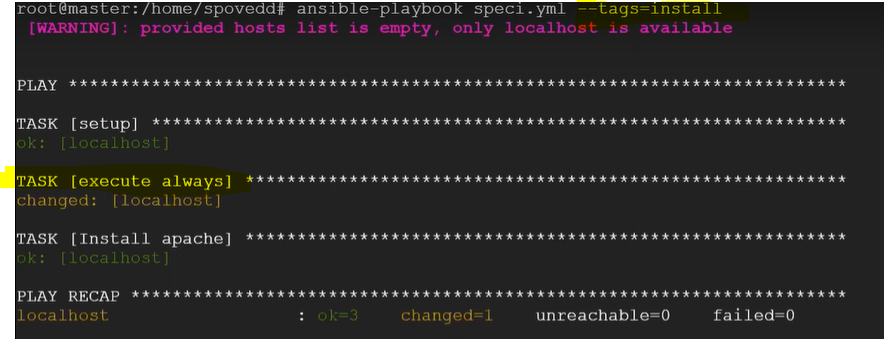 root@master:/home/spovedd# ansible-playbook speci.yml --tags=install
[WARNING]: provided hosts list is empty, only localhost is available
PLAY ***************************************************************************
TASK [setup] *******************************************************************
ok: [localhost]
TASK [execute always] **********************************************************
changed: [localhost]
TASK [Install apache] **********************************************************
ok: [localhost]
PLAY RECAP *********************************************************************
localhost : ok=3 changed=1 unreachable=0 failed=0